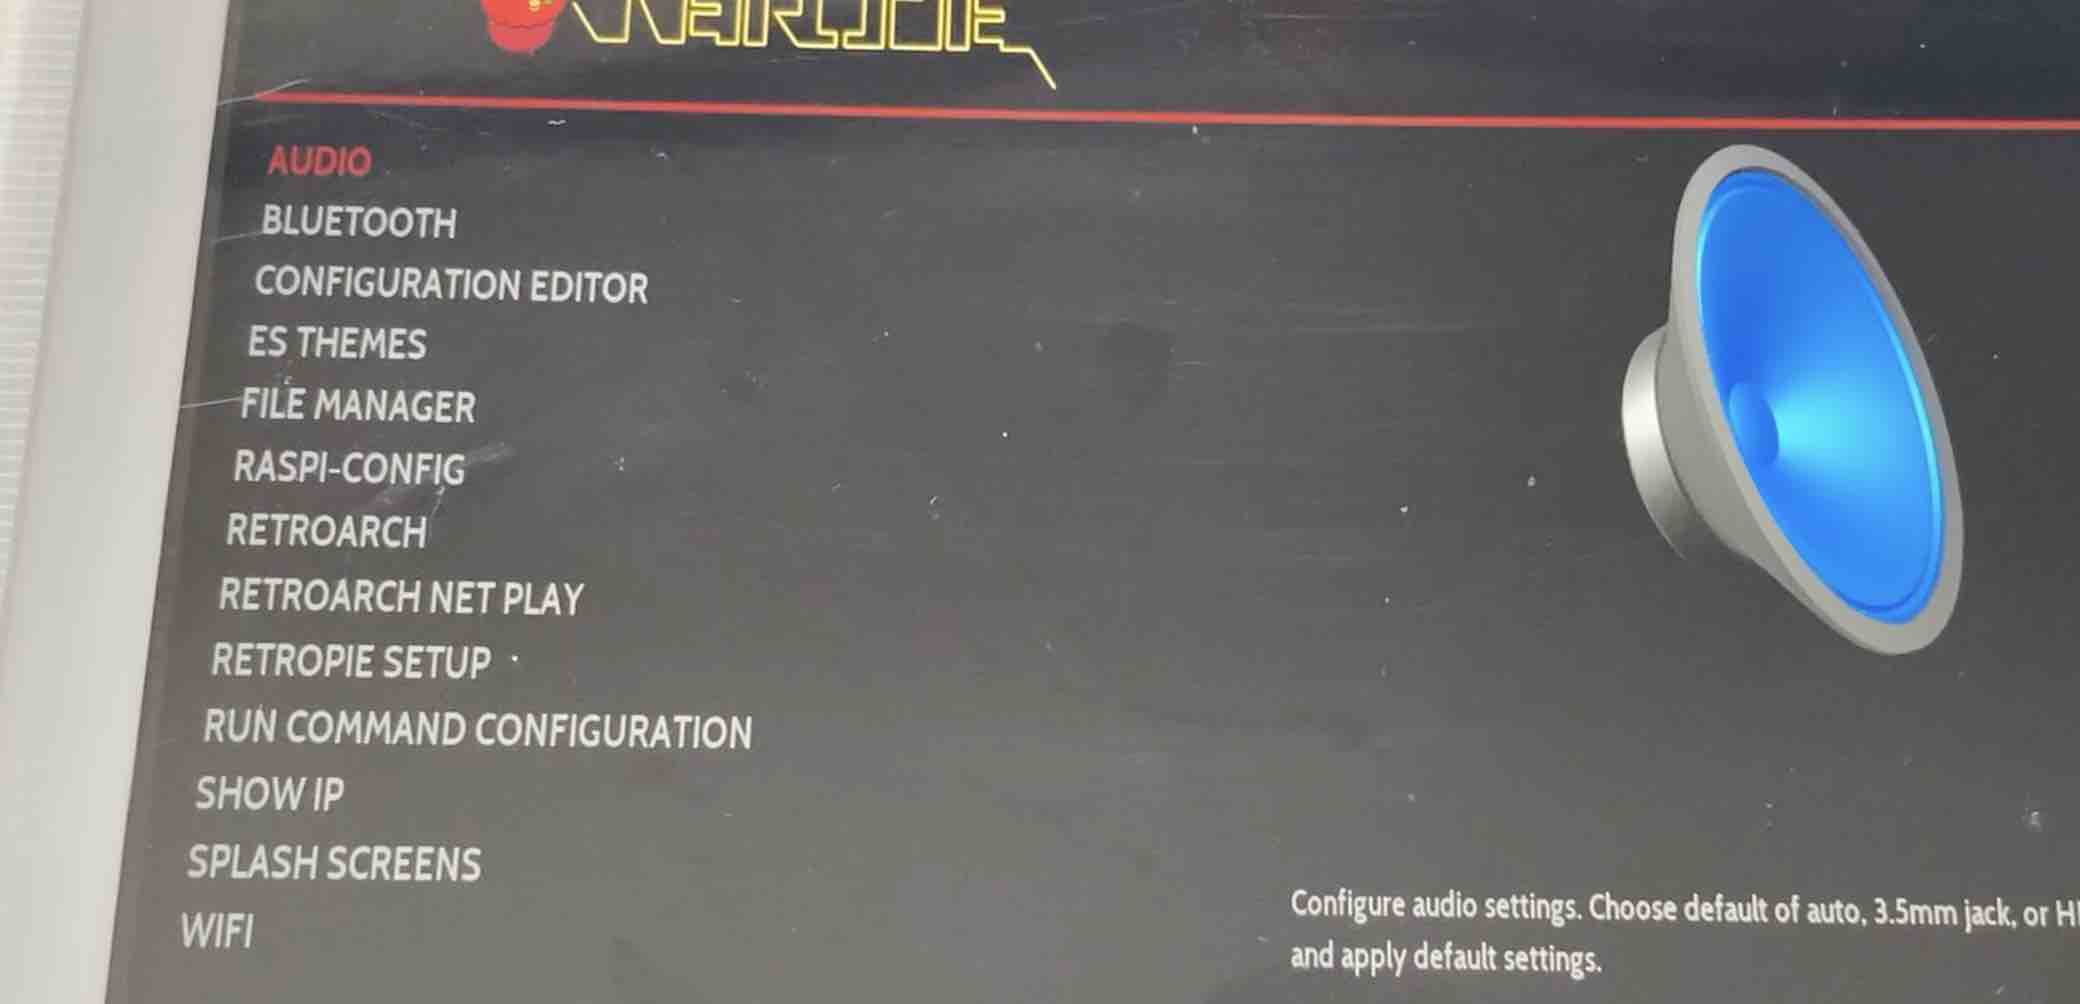 AUDIO
BLUETOOTH
CONFIGURATION EDITOR
ES THEMES
FILE MANAGER
RASPI-CONFIG
RETROARCH
RETROARCH NET PLAY
RETROPIE SETUP
RUN COMMAND CONFIGURATION
SHOW IP
SPLASH SCREENS
WIFI
Configure audio settings. Choose default of auto, 3.5mm jack, or
and apply default settings.